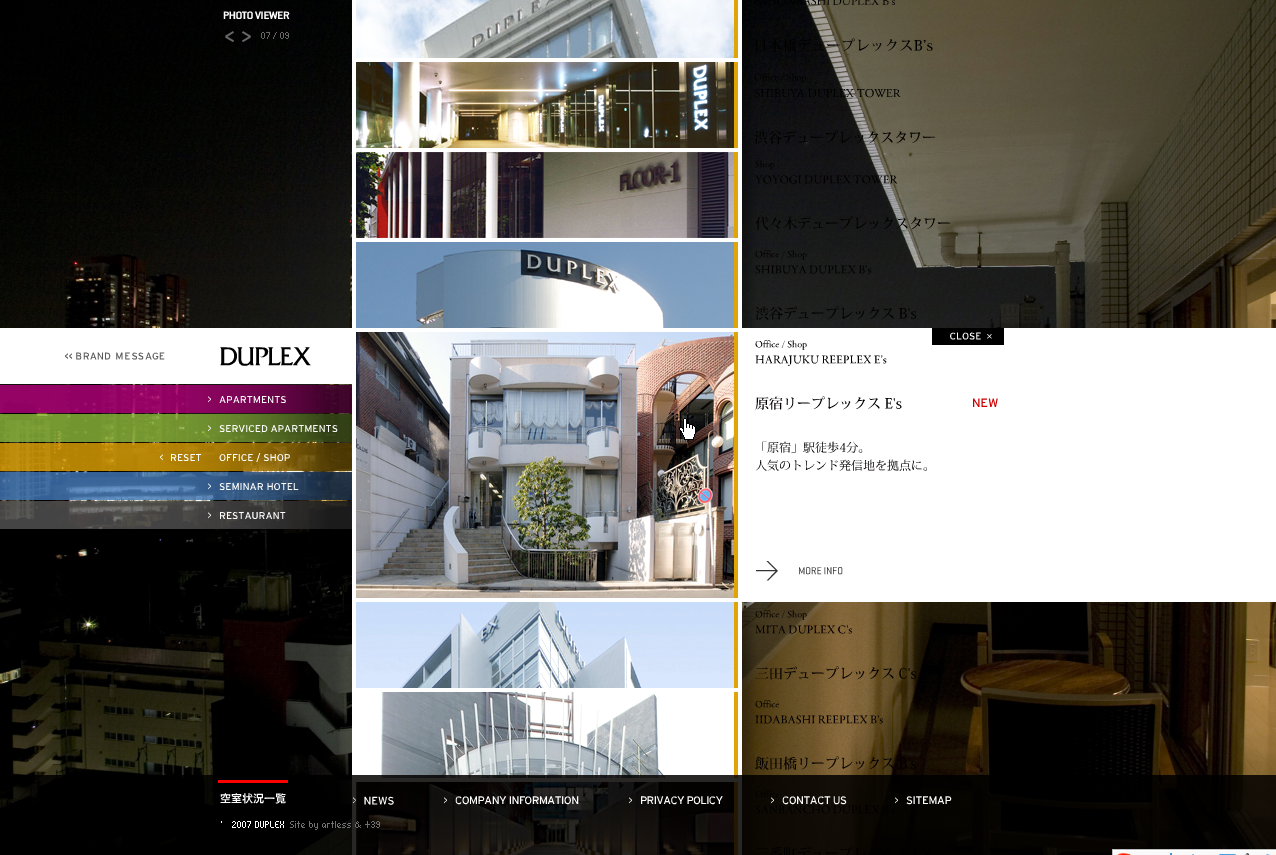 PHOTO VIEWER
07 / 09
DUPLEX
DUPLEX
DUPLEX
FLOOR-1
DUPLEX
日本橋デュープレックスB's
Office / Shop
SHIBUYA DUPLEX TOWER
渋谷デュープレックスタワー
Shop
YOYOGI DUPLEX TOWER
代々木デュープレックスタワー
Office / Shop
SHIBUYA DUPLEX B's
渋谷デュープレックス B's
CLOSE ×
BRAND MESSAGE
DUPLEX
APARTMENTS
SERVICED APARTMENTS
RESET
OFFICE / SHOP
SEMINAR HOTEL
RESTAURANT
Office / Shop
HARAJUKU REEPLEX E's
原宿リープレックス E's
NEW
「原宿」駅徒歩4分。
人気のトレンド発信地を拠点に。
MORE INFO
Office / Shop
MITA DUPLEX C's
三田デュープレックス C's
Office
IIDABASHI REEPLEX B's
飯田橋リープレックス
空室状況一覧
NEWS
COMPANY INFORMATION
PRIVACY POLICY
CONTACT US
SITEMAP
' 2007 DUPLEX Site by artless & +39